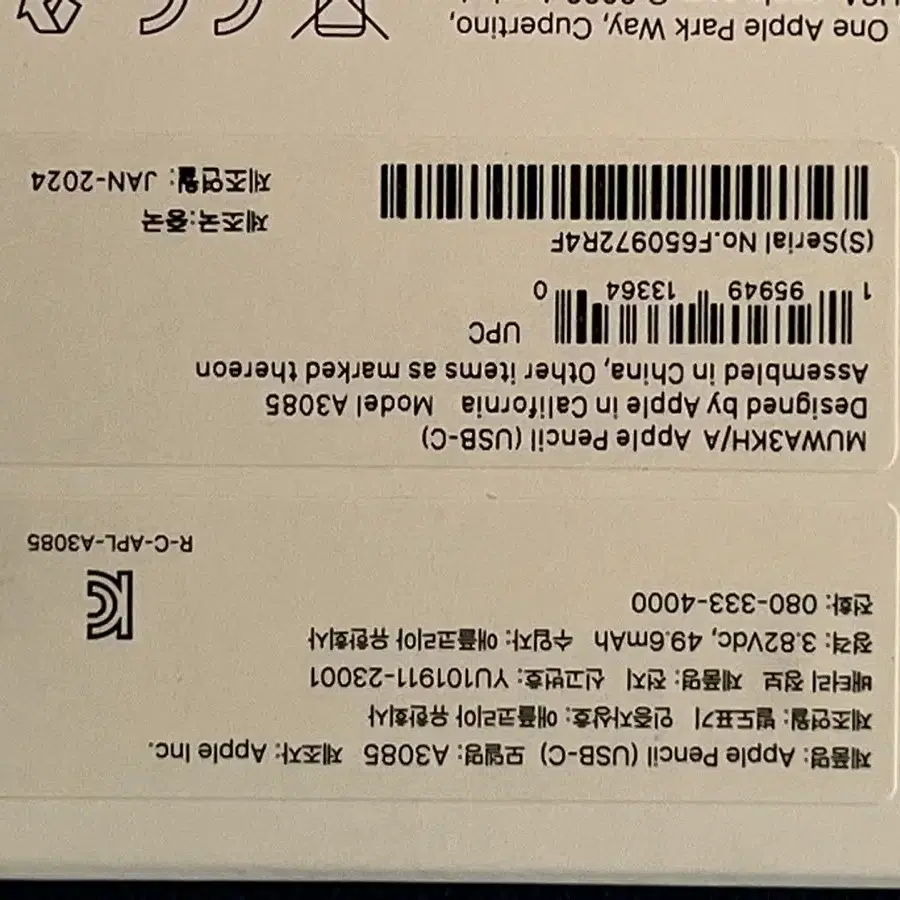 제품명: Apple Pencil (USB-C) 모델명: A3085 제조자: Apple Inc.
제조연월: 별도표기 인증자상호: 애플코리아 유한회사
배터리 정보 제품명: 전지 신고번호: YU101911-23001
정격: 3.82Vdc, 49.6mAh 수입자: 애플코리아 유한회사
전화: 080-333-4000
R-C-APL-A3085
MUWA3KH/A Apple Pencil (USB-C)
Designed by Apple in California Model A3085
Assembled in China, Other items as marked thereon
UPC
1 95949 13364 0
(S)Serial No.F650972R4F
제조국:중국
제조연월: JAN-2024
One Apple Park Way, Cupertino,